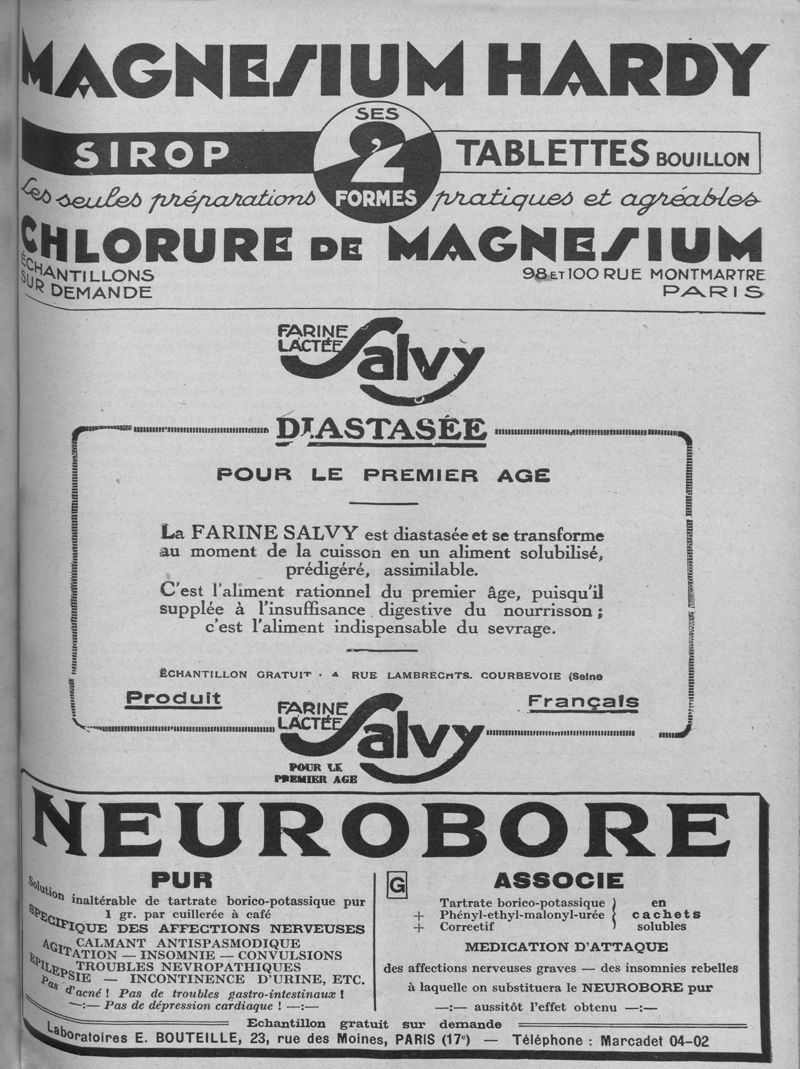 MAGNESIUM HARDY
SES
2
FORMES
SIROP
TABLETTES BOUILLON
Les seules préparations pratiques et agréables
CHLORURE DE MAGNESIUM
ÉCHANTILLONS
SUR DEMANDE
98 ET 100 RUE MONTMARTRE
PARIS
FARINE
LACTÉE
Salvy
DIASTASÉE
POUR LE PREMIER AGE
La FARINE SALVY est diastasée et se transforme
au moment de la cuisson en un aliment solubilisé,
prédigéré, assimilable.
C'est l'aliment rationnel du premier âge, puisqu'il
supplée à l'insuffisance digestive du nourrisson ;
c'est l'aliment indispensable du sevrage.
ÉCHANTILLON GRATUIT · 4 RUE LAMBRECHTS. COURBEVOIE (Seine
Produit
Français
FARINE
LACTÉE
Salvy
POUR LE
PREMIER AGE
NEUROBORE
PUR
Solution inaltérable de tartrate borico-potassique pur
1 gr. par cuillerée à café
SPECIFIQUE DES AFFECTIONS NERVEUSES
CALMANT ANTISPASMODIQUE
AGITATION — INSOMNIE — CONVULSIONS
TROUBLES NEVROPATHIQUES
EPILEPSIE — INCONTINENCE D'URINE, ETC.
Pas d'acné ! Pas de troubles gastro-intestinaux !
—:— Pas de dépression cardiaque ! —:—
G
ASSOCIE
Tartrate borico-potassique } en
+ Phényl-ethyl-malonyl-urée } cachets
+ Correctif } solubles
MEDICATION D'ATTAQUE
des affections nerveuses graves — des insomnies rebelles
à laquelle on substituera le NEUROBORE pur
—:— aussitôt l'effet obtenu —:—
Echantillon gratuit sur demande
Laboratoires E. BOUTEILLE, 23, rue des Moines, PARIS (17e) — Téléphone : Marcadet 04-02